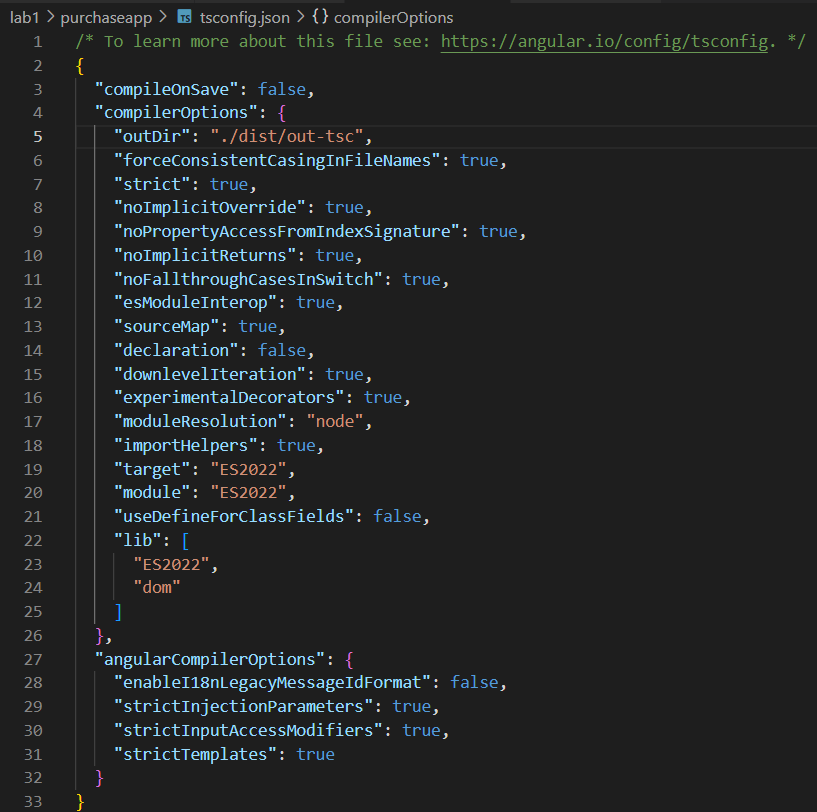 lab1 > purchaseapp > TS tsconfig.json > {} compilerOptions
1 /* To learn more about this file see: https://angular.io/config/tsconfig. */
2 {
3 "compileOnSave": false,
4 "compilerOptions": {
5 "outDir": "./dist/out-tsc",
6 "forceConsistentCasingInFileNames": true,
7 "strict": true,
8 "noImplicitOverride": true,
9 "noPropertyAccessFromIndexSignature": true,
10 "noImplicitReturns": true,
11 "noFallthroughCasesInSwitch": true,
12 "esModuleInterop": true,
13 "sourceMap": true,
14 "declaration": false,
15 "downlevelIteration": true,
16 "experimentalDecorators": true,
17 "moduleResolution": "node",
18 "importHelpers": true,
19 "target": "ES2022",
20 "module": "ES2022",
21 "useDefineForClassFields": false,
22 "lib": [
23 "ES2022",
24 "dom"
25 ]
26 },
27 "angularCompilerOptions": {
28 "enableI18nLegacyMessageIdFormat": false,
29 "strictInjectionParameters": true,
30 "strictInputAccessModifiers": true,
31 "strictTemplates": true
32 }
33 }